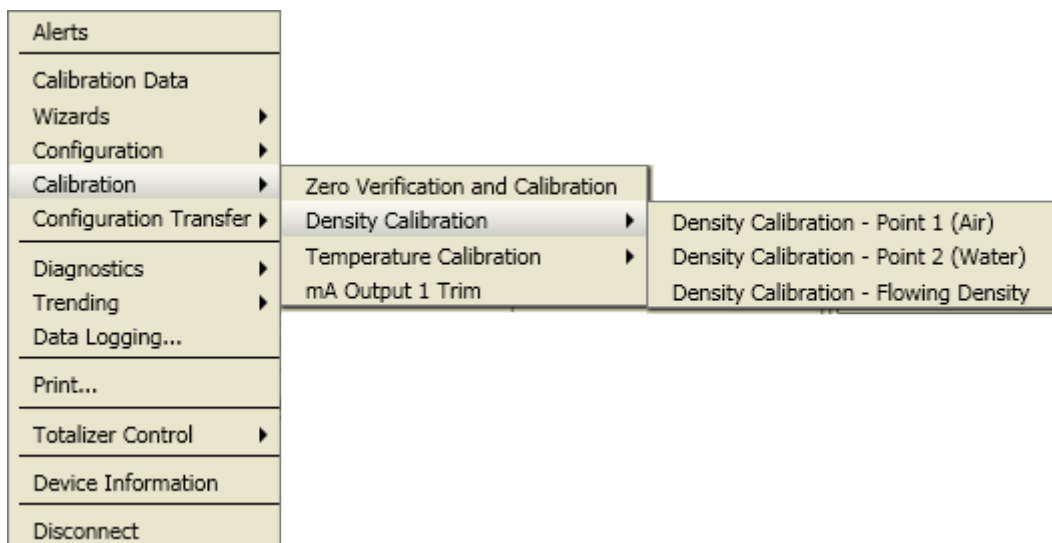 Alerts
Calibration Data
Wizards
Configuration
Calibration
Configuration Transfer
Diagnostics
Trending
Data Logging...
Print...
Totalizer Control
Device Information
Disconnect
Zero Verification and Calibration
Density Calibration
Temperature Calibration
mA Output 1 Trim
Density Calibration - Point 1 (Air)
Density Calibration - Point 2 (Water)
Density Calibration - Flowing Density